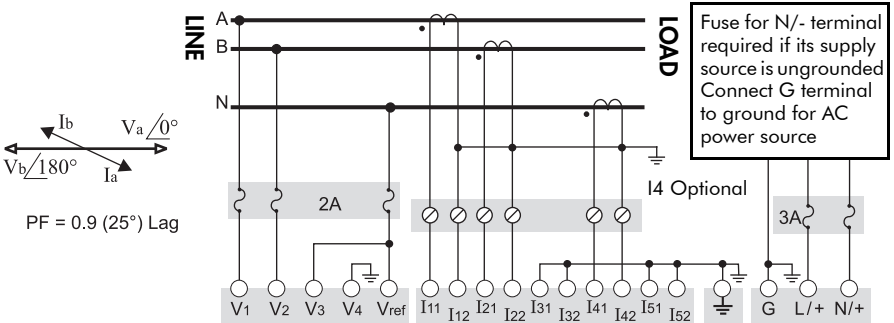 LINE
A
B
N
LOAD
Fuse for N/- terminal
required if its supply
source is ungrounded
Connect G terminal
to ground for AC
power source
Ib
Va/0°
Vb/180°
Ia
PF = 0.9 (25°) Lag
2A
I4 Optional
3A
V1
V2
V3
V4
Vref
I11
I12
I21
I22
I31
I32
I41
I42
I51
I52
G
L/+
N/+